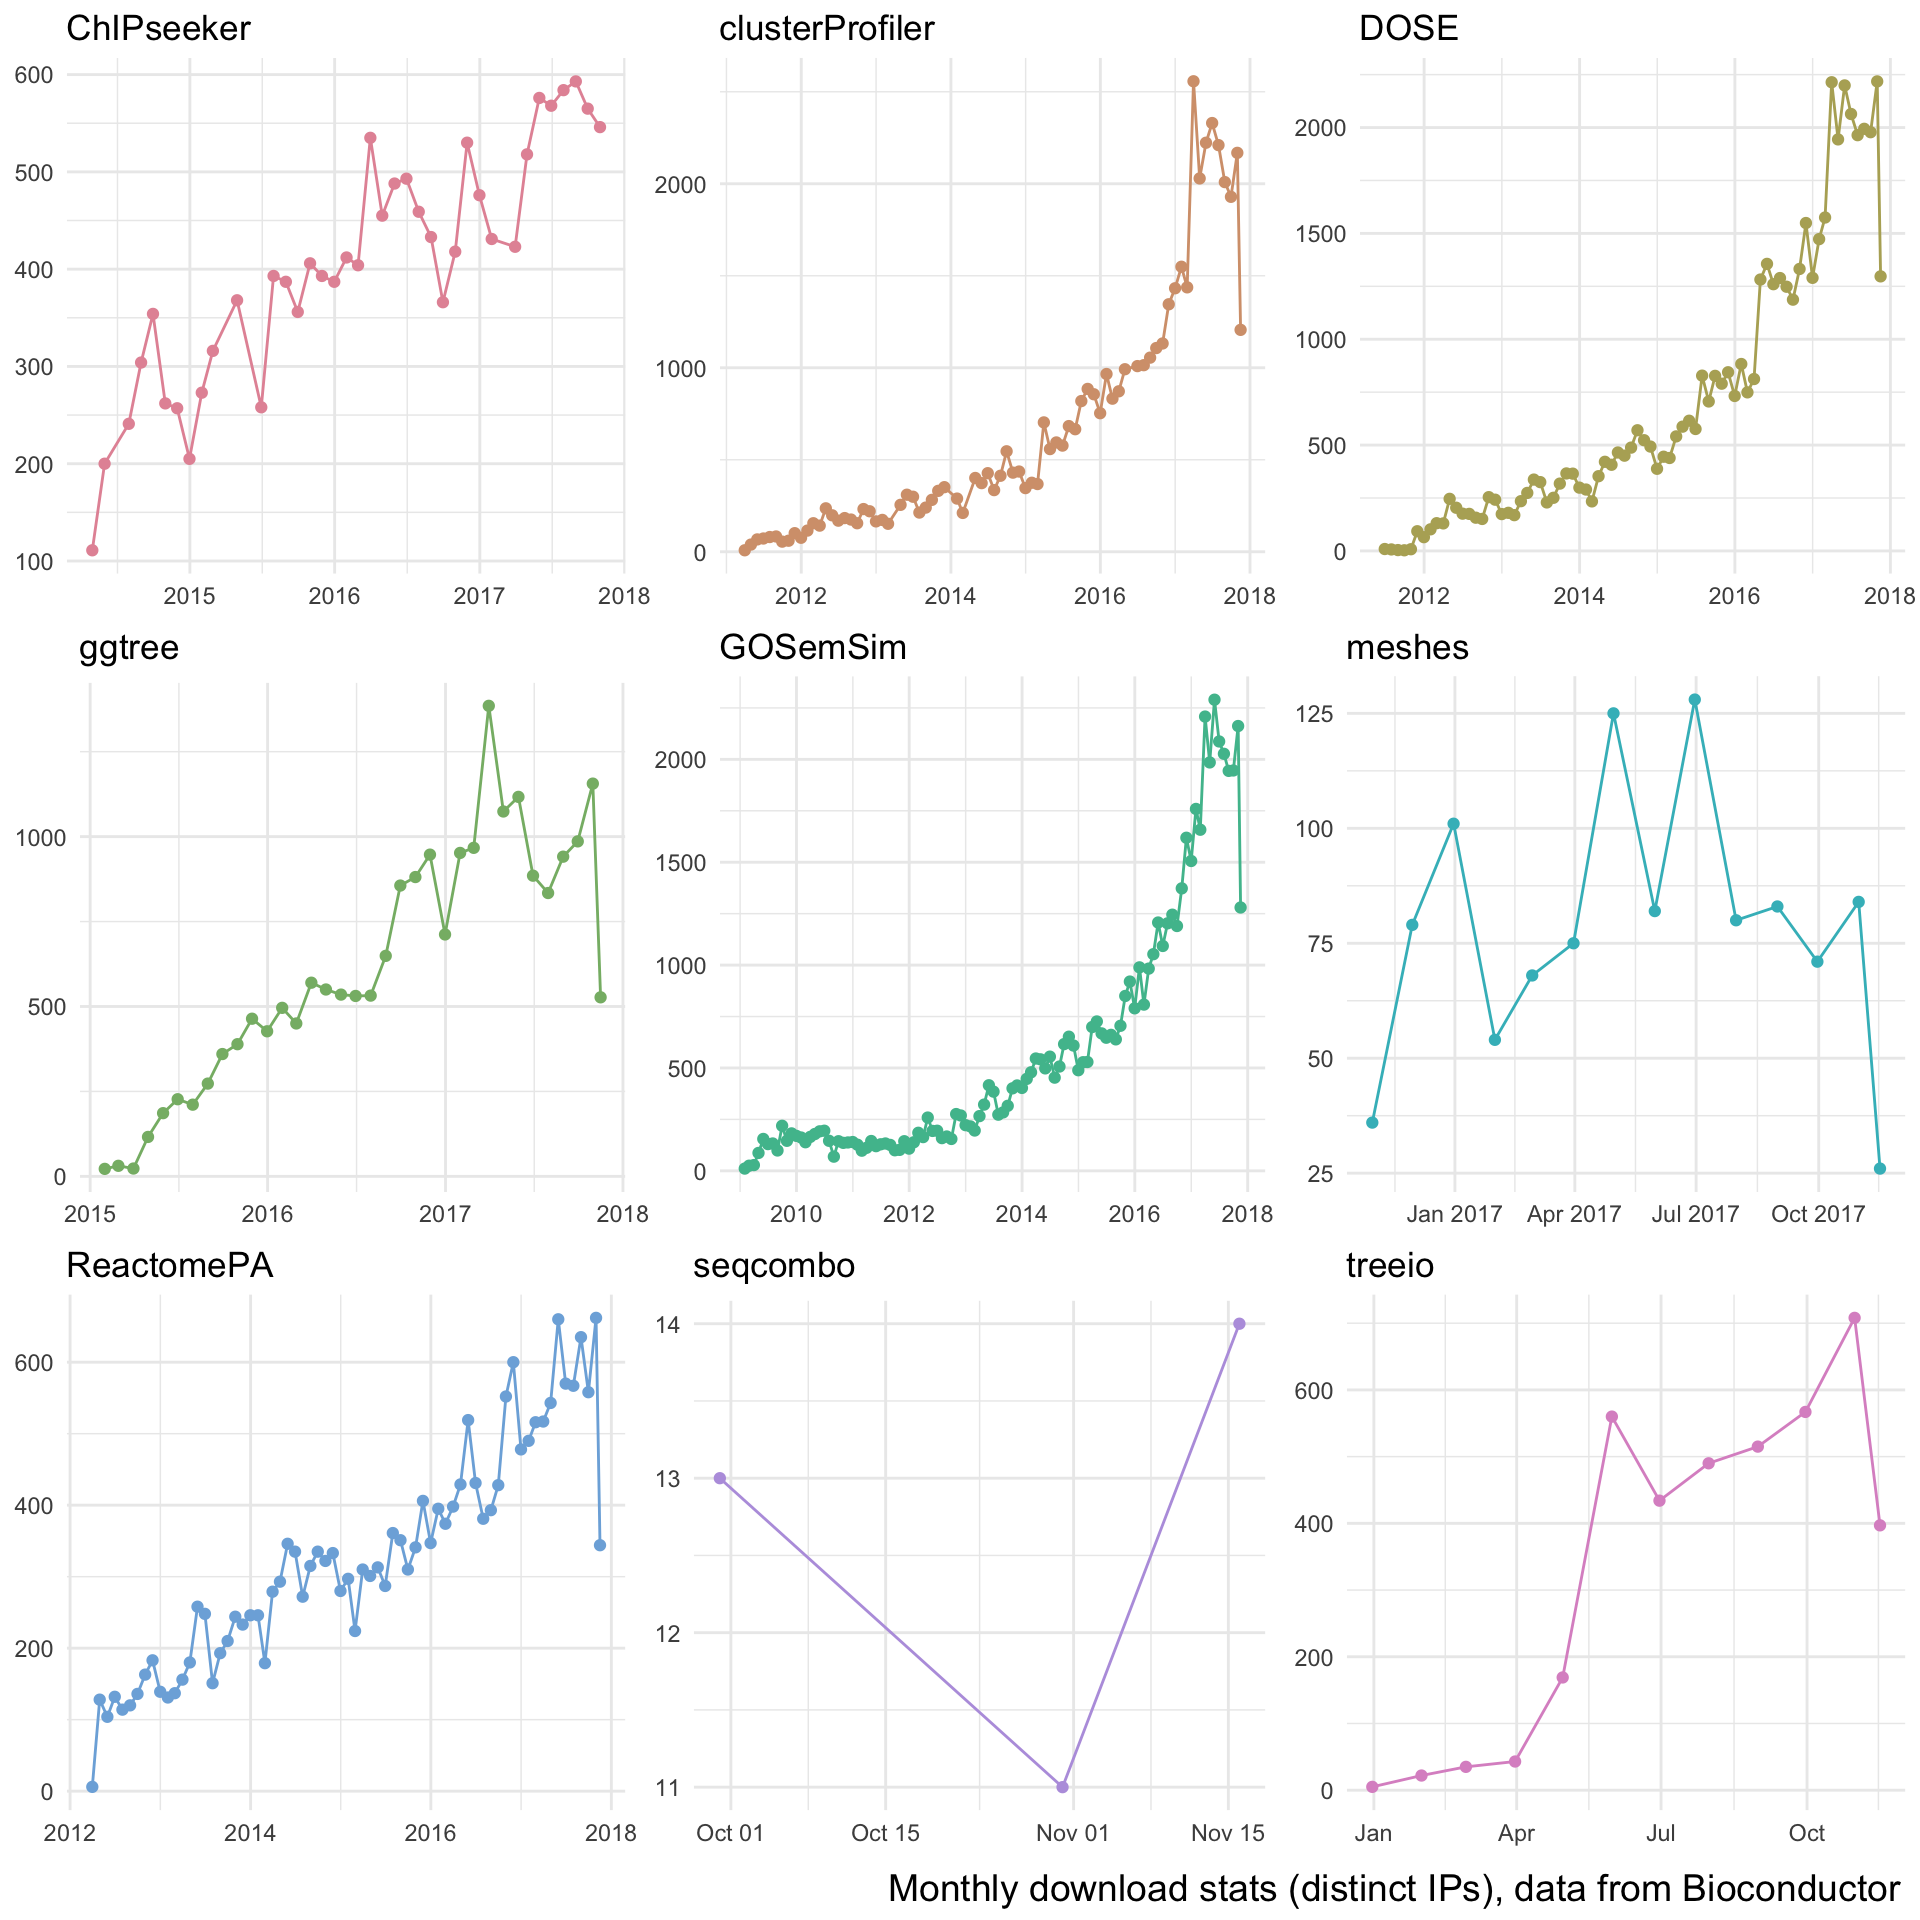 ChIPseeker
600
500
400
300
200
100
2015 2016 2017 2018
clusterProfiler
2000
1000
0
2012 2014 2016 2018
DOSE
2000
1500
1000
500
0
2012 2014 2016 2018
ggtree
1000
500
0
2015 2016 2017 2018
GOSemSim
2000
1500
1000
500
0
2010 2012 2014 2016 2018
meshes
125
100
75
50
25
Jan 2017 Apr 2017 Jul 2017 Oct 2017
ReactomePA
600
400
200
0
2012 2014 2016 2018
seqcombo
14
13
12
11
Oct 01 Oct 15 Nov 01 Nov 15
treeio
600
400
200
0
Jan Apr Jul Oct
Monthly download stats (distinct IPs), data from Bioconductor